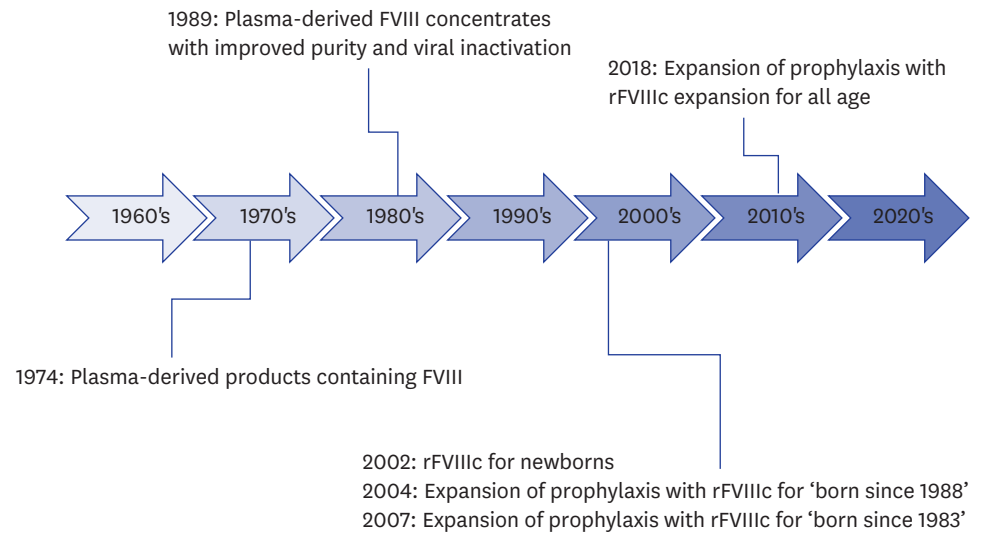 1989: Plasma-derived FVIII concentrates
with improved purity and viral inactivation
2018: Expansion of prophylaxis with
rFVIIIc expansion for all age
1960's
1970's
1980's
1990's
2000's
2010's
2020's
1974: Plasma-derived products containing FVIII
2002: rFVIIIc for newborns
2004: Expansion of prophylaxis with rFVIIIc for ‘born since 1988’
2007: Expansion of prophylaxis with rFVIIIc for ‘born since 1983’